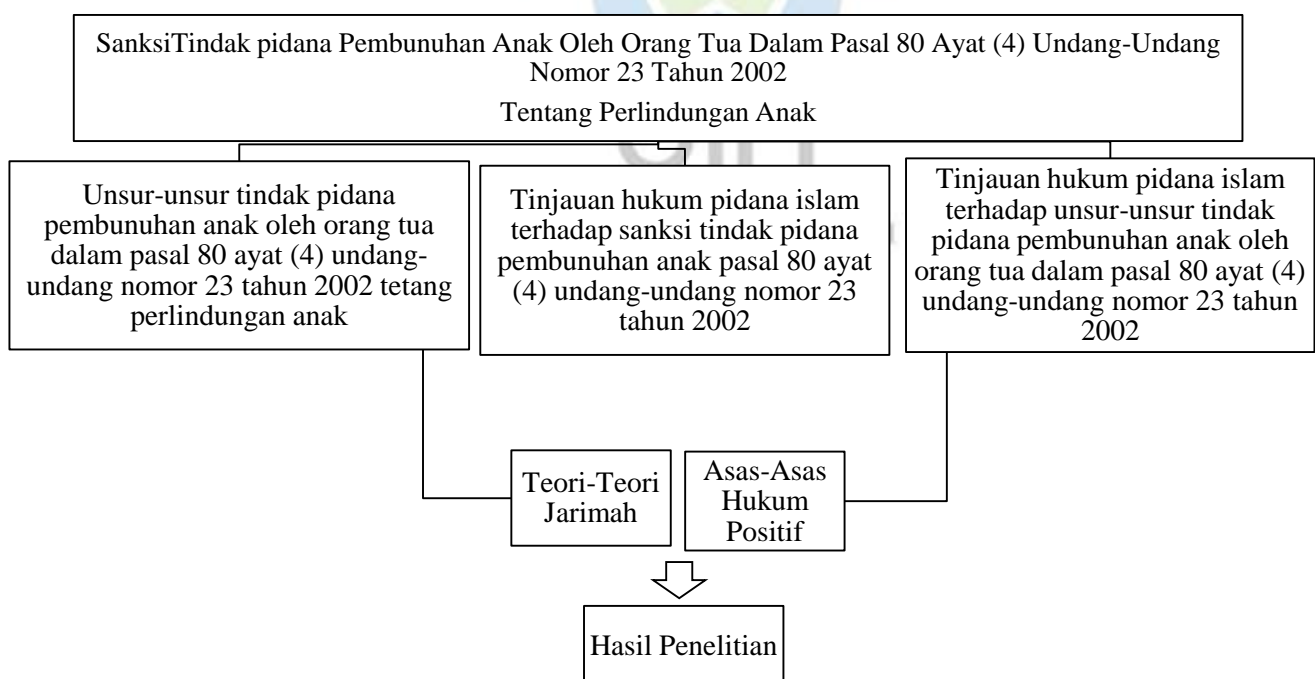 SanksiTindak pidana Pembunuhan Anak Oleh Orang Tua Dalam Pasal 80 Ayat (4) Undang-Undang
Nomor 23 Tahun 2002
Tentang Perlindungan Anak
Unsur-unsur tindak pidana
pembunuhan anak oleh orang tua
dalam pasal 80 ayat (4) undang-
undang nomor 23 tahun 2002 tetang
perlindungan anak
Tinjauan hukum pidana islam
terhadap sanksi tindak pidana
pembunuhan anak pasal 80 ayat
(4) undang-undang nomor 23
tahun 2002
Tinjauan hukum pidana islam
terhadap unsur-unsur tindak
pidana pembunuhan anak oleh
orang tua dalam pasal 80 ayat (4)
undang-undang nomor 23 tahun
2002
Teori-Teori
Jarimah
Asas-Asas
Hukum
Positif
Hasil Penelitian